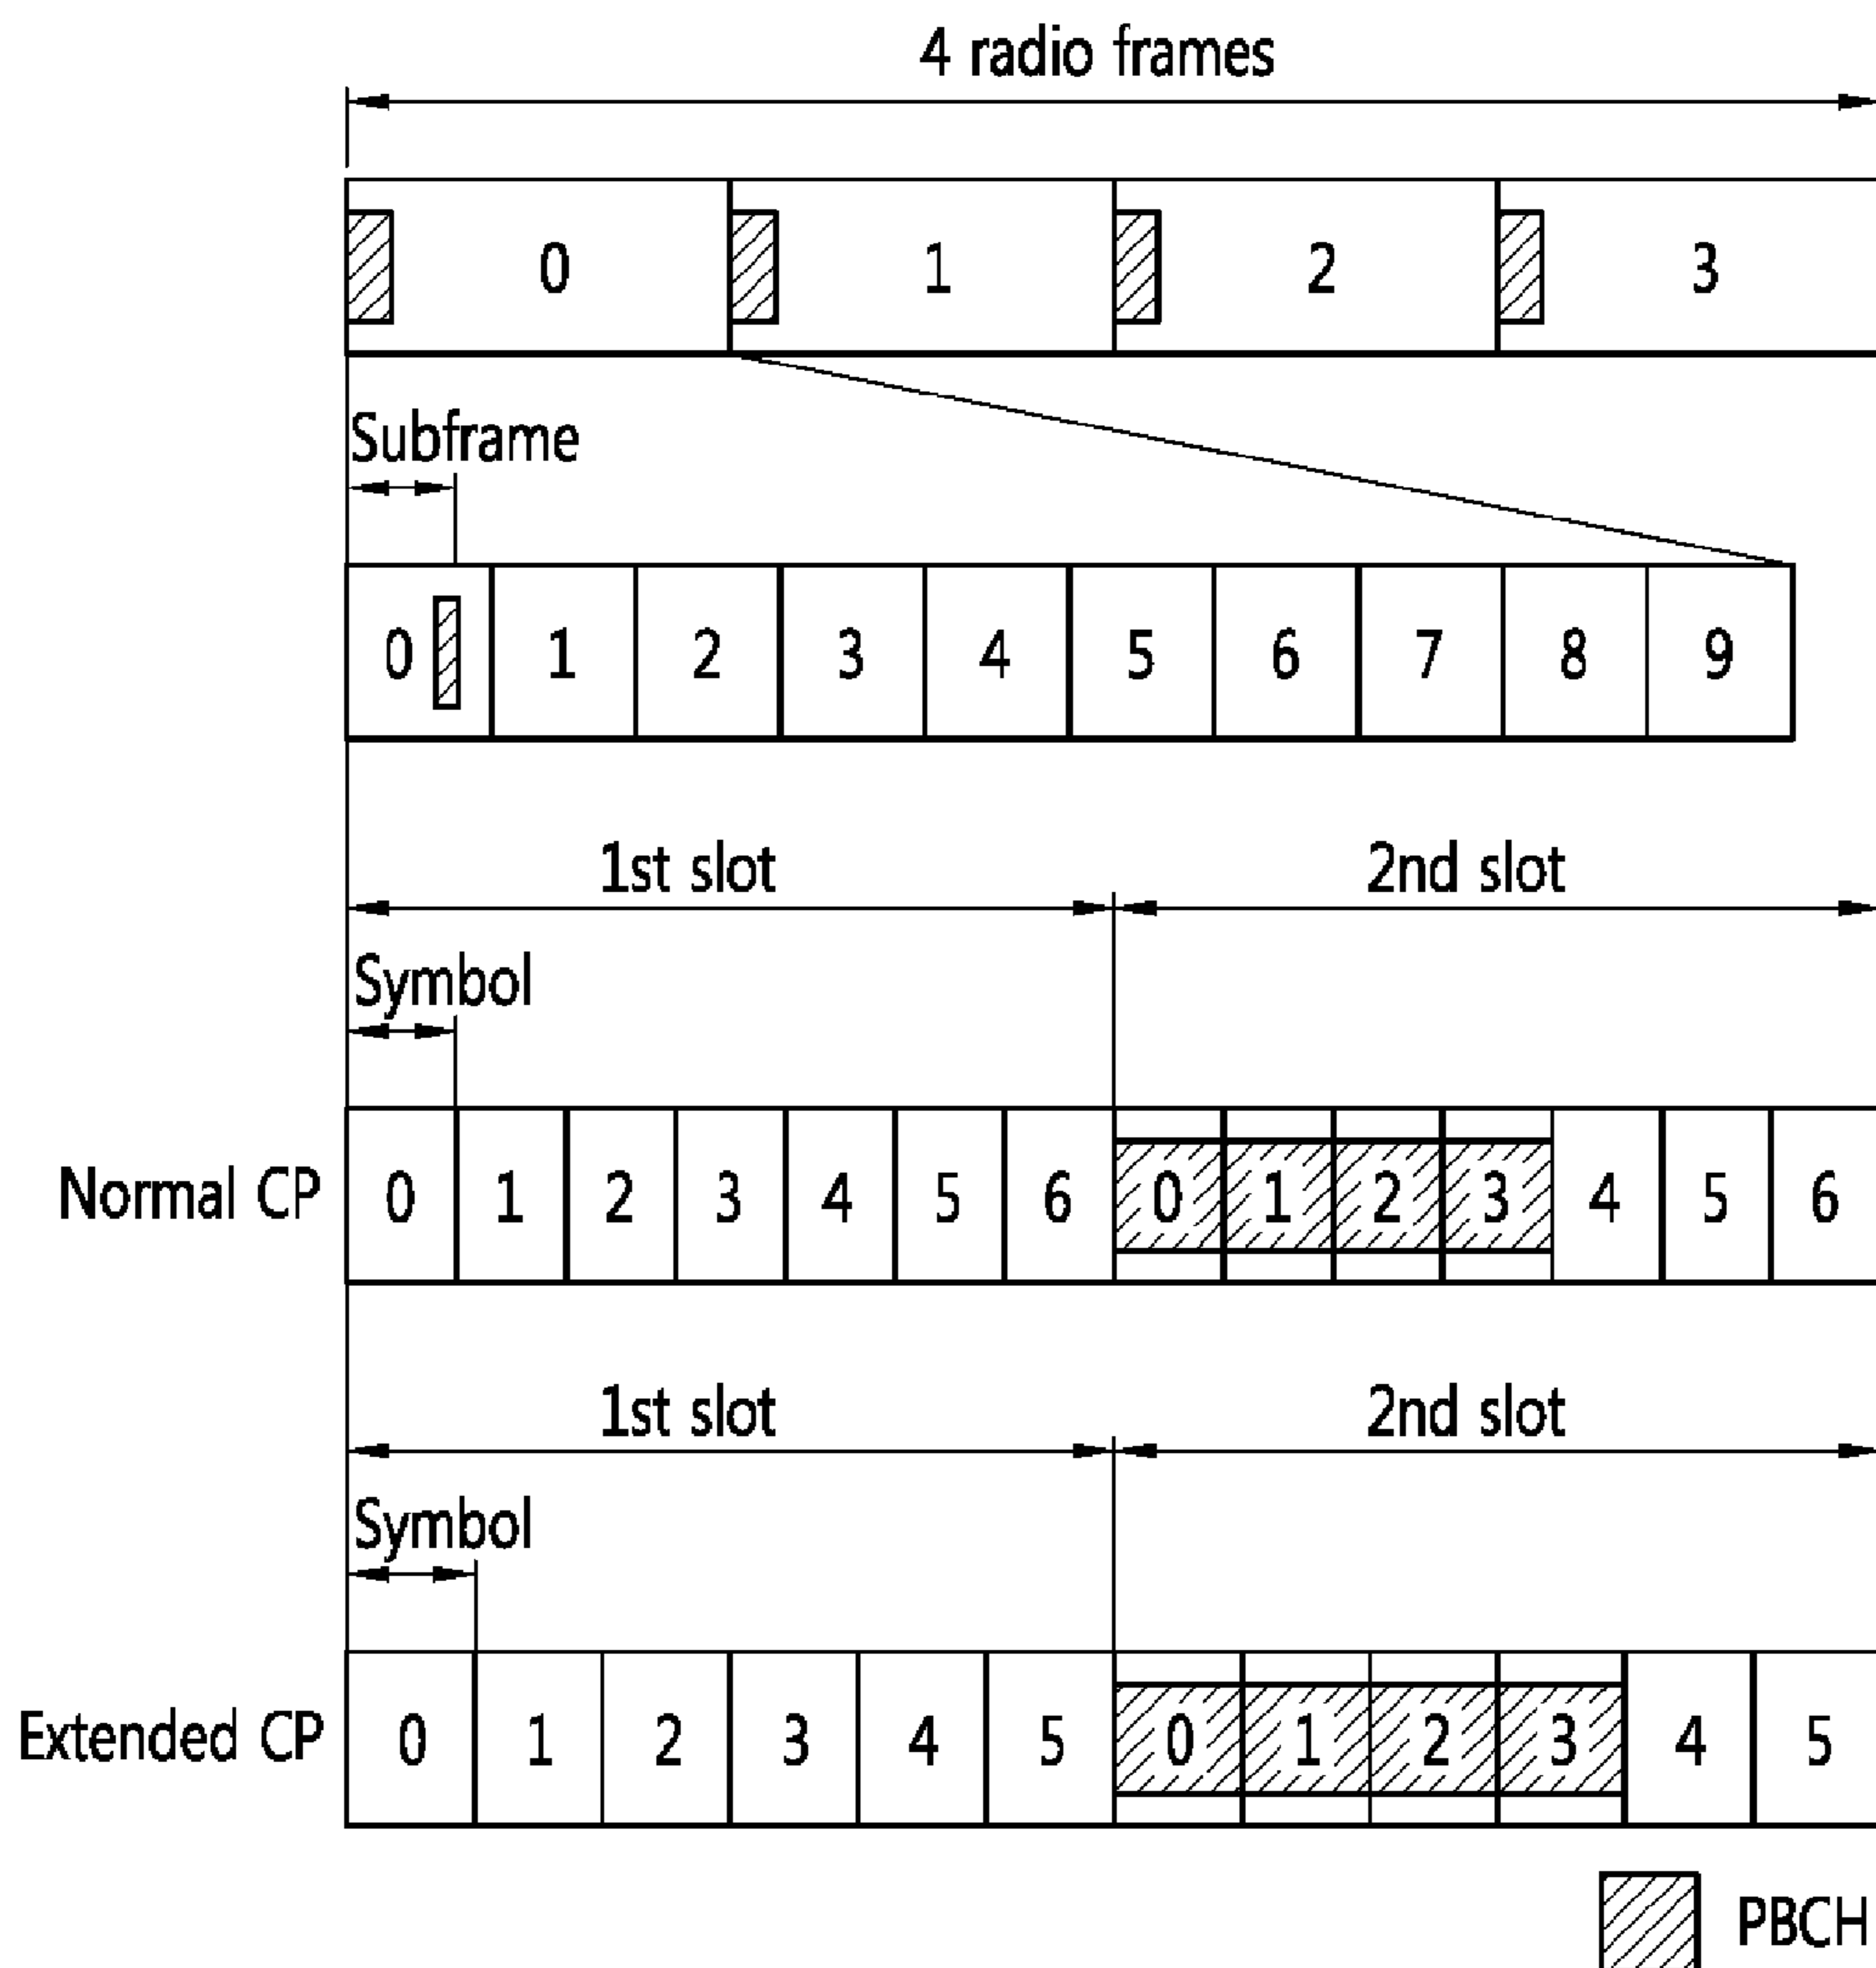 4 radio frames
0 1 2 3
Subframe
0 1 2 3 4 5 6 7 8 9
1st slot 2nd slot
Symbol
Normal CP 0 1 2 3 4 5 6 0 1 2 3 4 5 6
1st slot 2nd slot
Symbol
Extended CP 0 1 2 3 4 5 0 1 2 3 4 5
PBCH